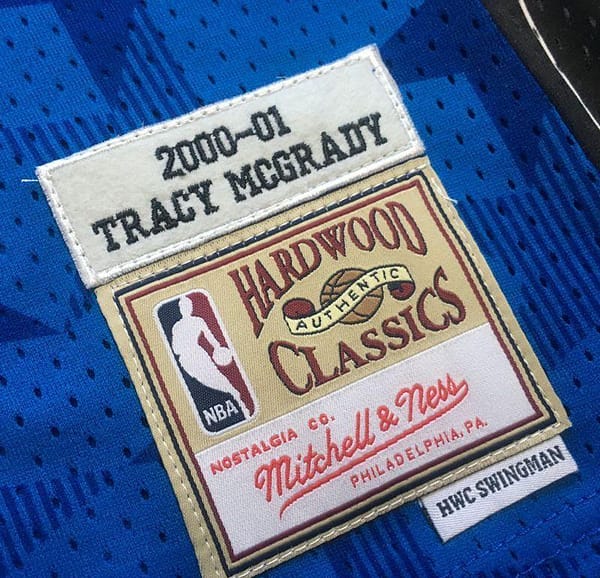 2000-01
TRACY MCGRADY
HARDWOOD
AUTHENTIC
CLASSICS
NBA
NOSTALGIA CO.
Mitchell & Ness
PHILADELPHIA, PA.
HWC SWINGMAN